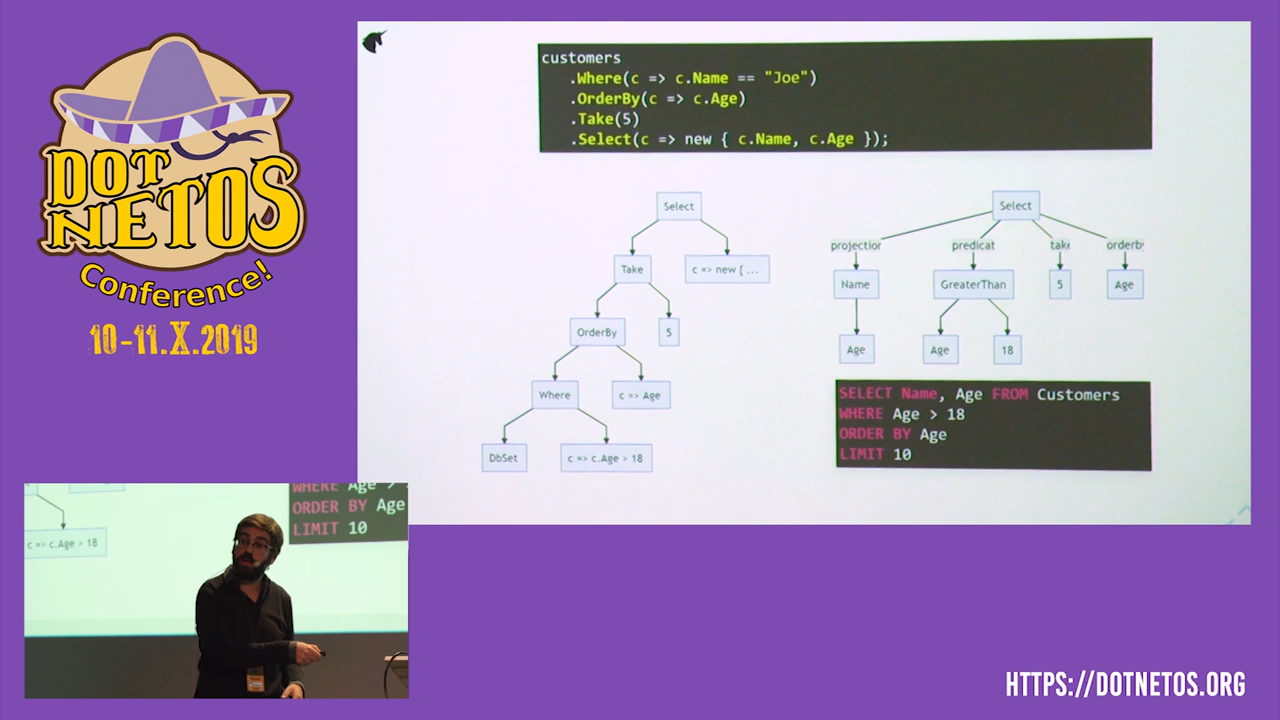 DOT
NETOS
Conference!
10-11.X.2019
customers
.Where(c => c.Name == "Joe")
.OrderBy(c => c.Age)
.Take(5)
.Select(c => new { c.Name, c.Age });
Select
Take
c => new [ ...
OrderBy
5
Where
c => Age
DbSet
c => c.Age > 18
Select
projection
predicat
take
orderby
Name
GreaterThan
5
Age
Age
Age
18
SELECT Name, Age FROM Customers
WHERE Age > 18
ORDER BY Age
LIMIT 10
WHERE Age >
ORDER BY Age
LIMIT 10
c => c.Age > 18
HTTPS://DOTNETOS.ORG